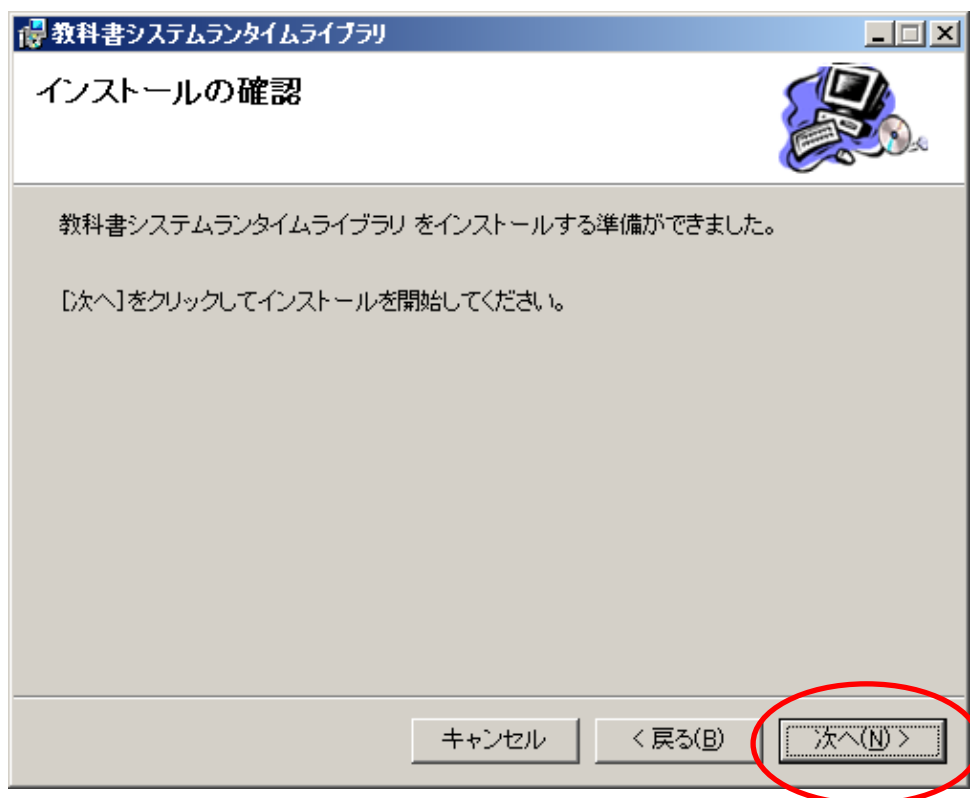 教科書システムランタイムライブラリ
インストールの確認
教科書システムランタイムライブラリ をインストールする準備ができました。
[次へ]をクリックしてインストールを開始してください。
キャンセル
< 戻る(B)
次へ(N) >